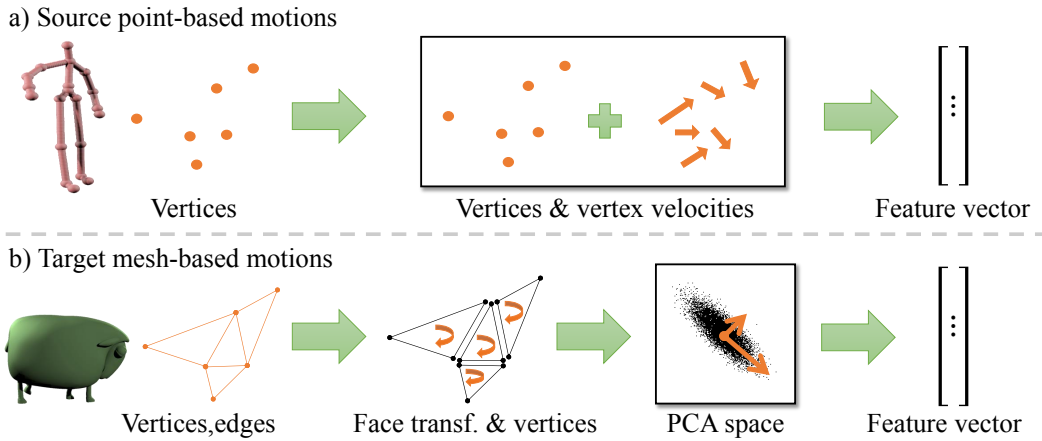 a) Source point-based motions
Vertices
Vertices & vertex velocities
Feature vector
b) Target mesh-based motions
Vertices,edges
Face transf. & vertices
PCA space
Feature vector